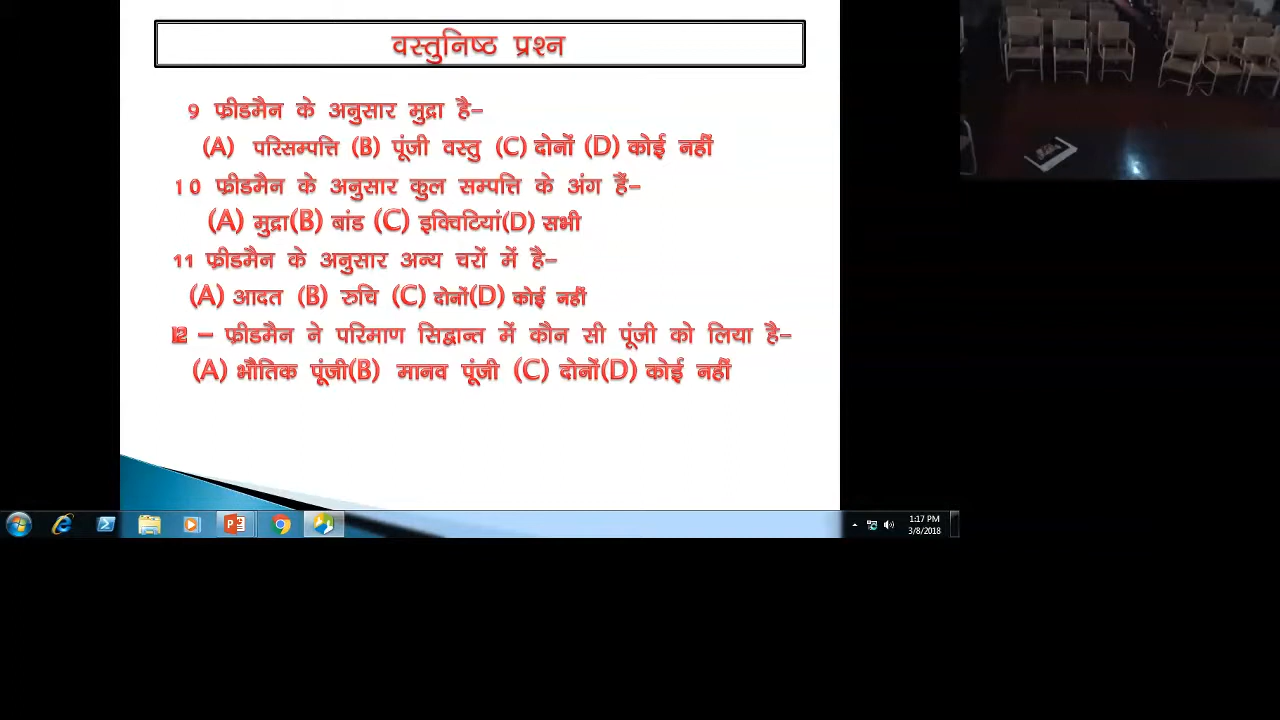 वस्तुनिष्ठ प्रश्न
9 फ्रीडमैन के अनुसार मुद्रा है-
(A) परिसम्पत्ति (B) पूंजी वस्तु (C) दोनों (D) कोई नहीं
10 फ्रीडमैन के अनुसार कुल सम्पत्ति के अंग हैं-
(A) मुद्रा(B) बांड (C) इक्विटियां(D) सभी
11 फ्रीडमैन के अनुसार अन्य चरों में है-
(A) आदत (B) रुचि (C) दोनों(D) कोई नहीं
12 – फ्रीडमैन ने परिमाण सिद्वान्त में कौन सी पूंजी को लिया है-
(A) भौतिक पूंजी(B) मानव पूंजी (C) दोनों(D) कोई नहीं
1:17 PM
3/8/2018